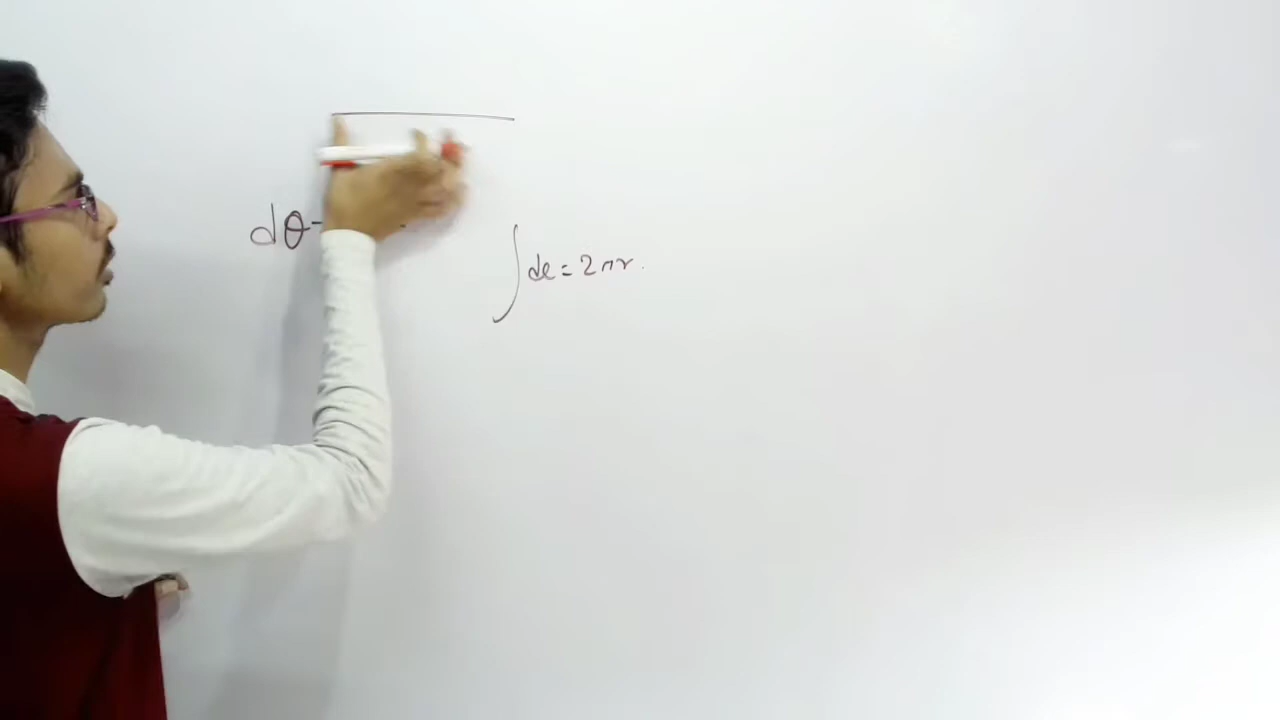 dθ
∫dl = 2πr.